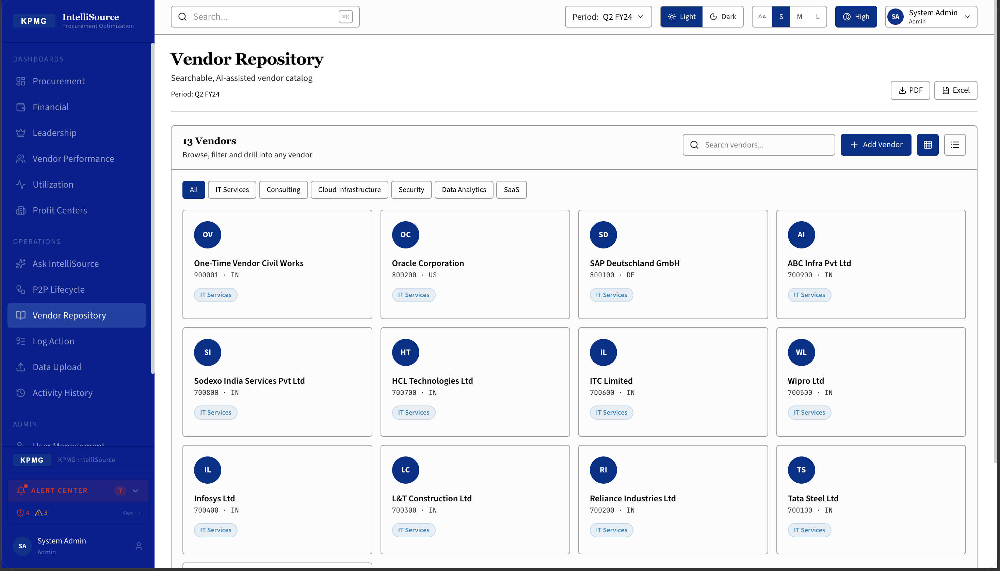 KPMG
IntelliSource
Procurement Optimization
DASHBOARDS
Procurement
Financial
Leadership
Vendor Performance
Utilization
Profit Centers
OPERATIONS
Ask IntelliSource
P2P Lifecycle
Vendor Repository
Log Action
Data Upload
Activity History
ADMIN
User Management
KPMG
KPMG IntelliSource
ALERT CENTER 7
4 3 View→
SA
System Admin
Admin
Search... ⌘K
Period: Q2 FY24
Light Dark
AA S M L
High
SA
System Admin
Admin
Vendor Repository
Searchable, AI-assisted vendor catalog
Period: Q2 FY24
PDF Excel
13 Vendors
Browse, filter and drill into any vendor
Search vendors...
+ Add Vendor
All IT Services Consulting Cloud Infrastructure Security Data Analytics SaaS
OV
One-Time Vendor Civil Works
900001 · IN
IT Services
OC
Oracle Corporation
800200 · US
IT Services
SD
SAP Deutschland GmbH
800100 · DE
IT Services
AI
ABC Infra Pvt Ltd
700900 · IN
IT Services
SI
Sodexo India Services Pvt Ltd
700800 · IN
IT Services
HT
HCL Technologies Ltd
700700 · IN
IT Services
IL
ITC Limited
700600 · IN
IT Services
WL
Wipro Ltd
700500 · IN
IT Services
IL
Infosys Ltd
700400 · IN
IT Services
LC
L&T Construction Ltd
700300 · IN
IT Services
RI
Reliance Industries Ltd
700200 · IN
IT Services
TS
Tata Steel Ltd
700100 · IN
IT Services